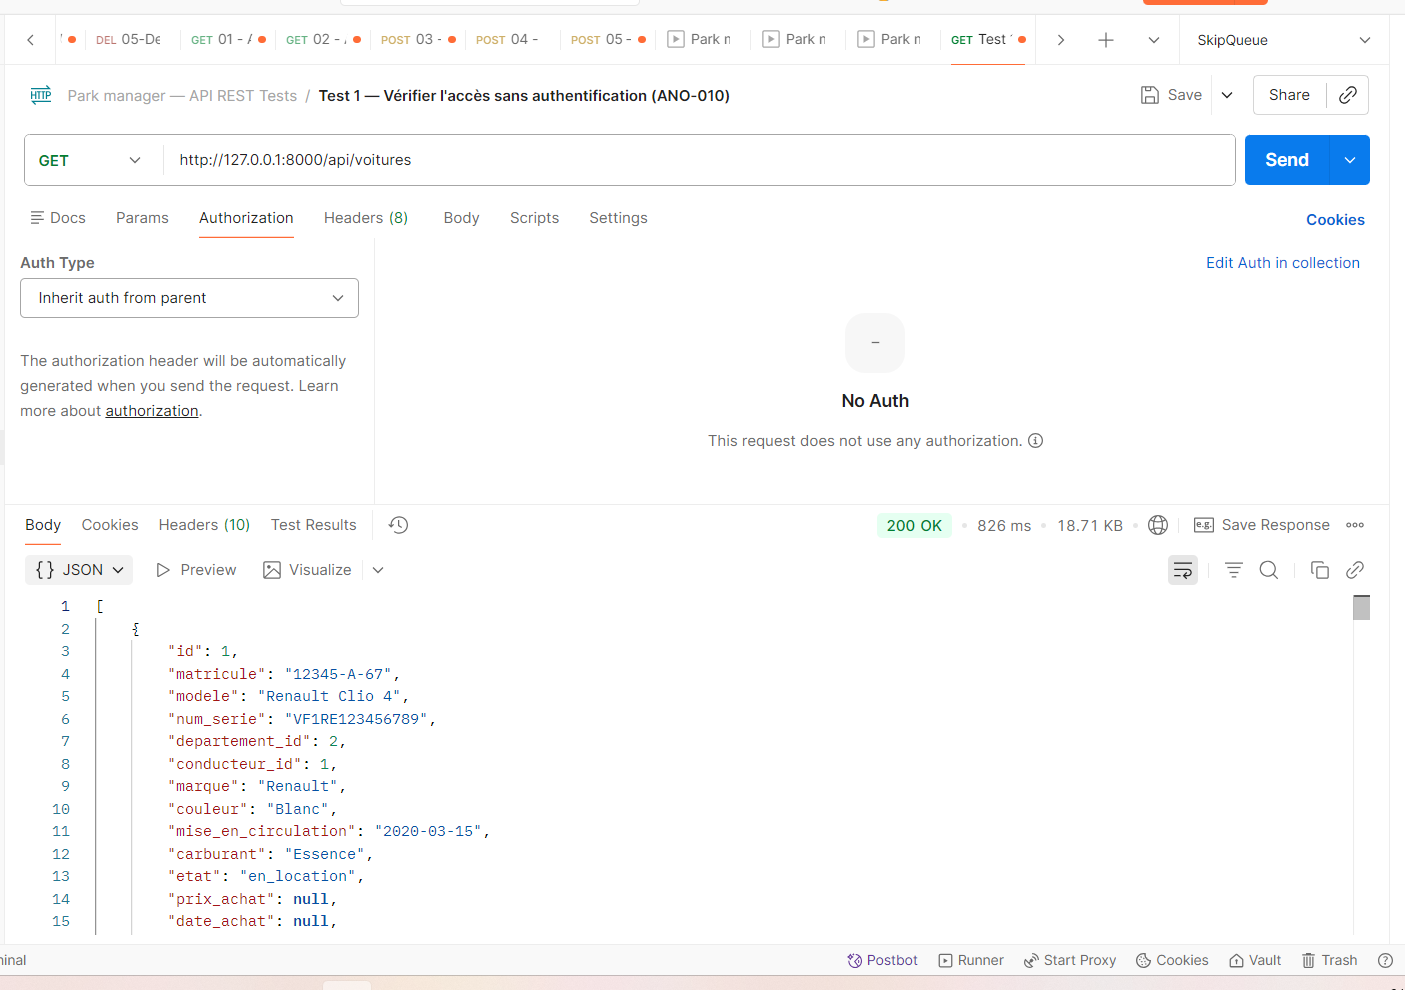 DEL 05-De GET 01 - GET 02 - POST 03 - POST 04 - POST 05 - Park Park Park GET Test SkipQueue
HTTP Park manager — API REST Tests / Test 1 — Vérifier l'accès sans authentification (ANO-010) Save Share
GET http://127.0.0.1:8000/api/voitures Send
Docs Params Authorization Headers (8) Body Scripts Settings Cookies
Auth Type
Edit Auth in collection
Inherit auth from parent
The authorization header will be automatically
generated when you send the request. Learn
more about authorization.
No Auth
This request does not use any authorization.
Body Cookies Headers (10) Test Results 200 OK • 826 ms • 18.71 KB • e.g. Save Response
{} JSON Preview Visualize
1 [
2 {
3 "id": 1,
4 "matricule": "12345-A-67",
5 "modele": "Renault Clio 4",
6 "num_serie": "VF1RE123456789",
7 "departement_id": 2,
8 "conducteur_id": 1,
9 "marque": "Renault",
10 "couleur": "Blanc",
11 "mise_en_circulation": "2020-03-15",
12 "carburant": "Essence",
13 "etat": "en_location",
14 "prix_achat": null,
15 "date_achat": null,
inal Postbot Runner Start Proxy Cookies Vault Trash